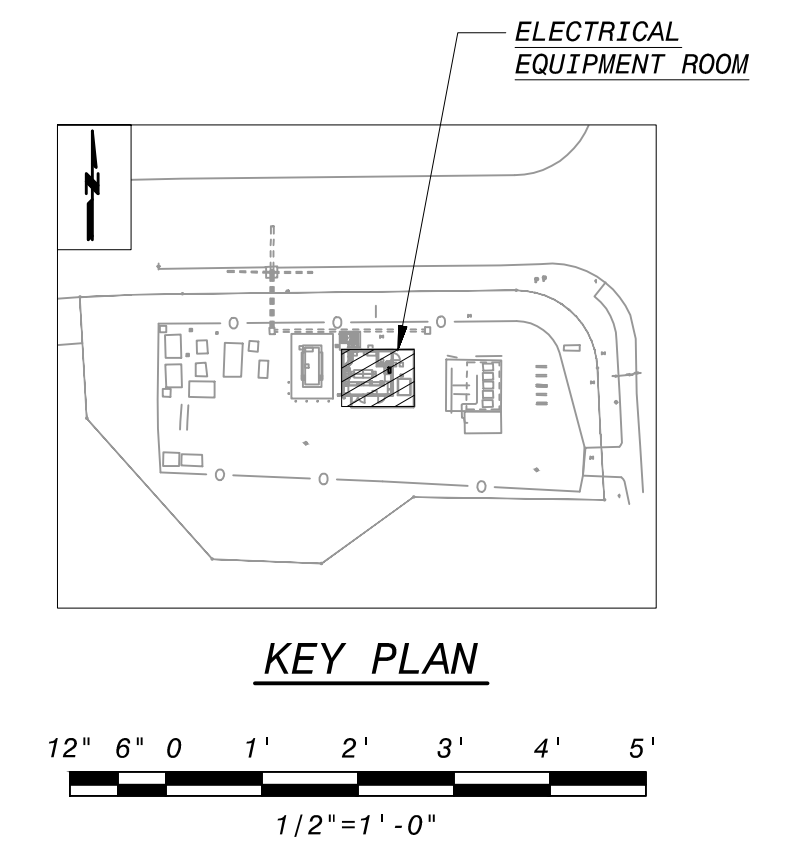 ELECTRICAL
EQUIPMENT ROOM
N
KEY PLAN
12" 6" 0 1' 2' 3' 4' 5'
1/2"=1'-0"